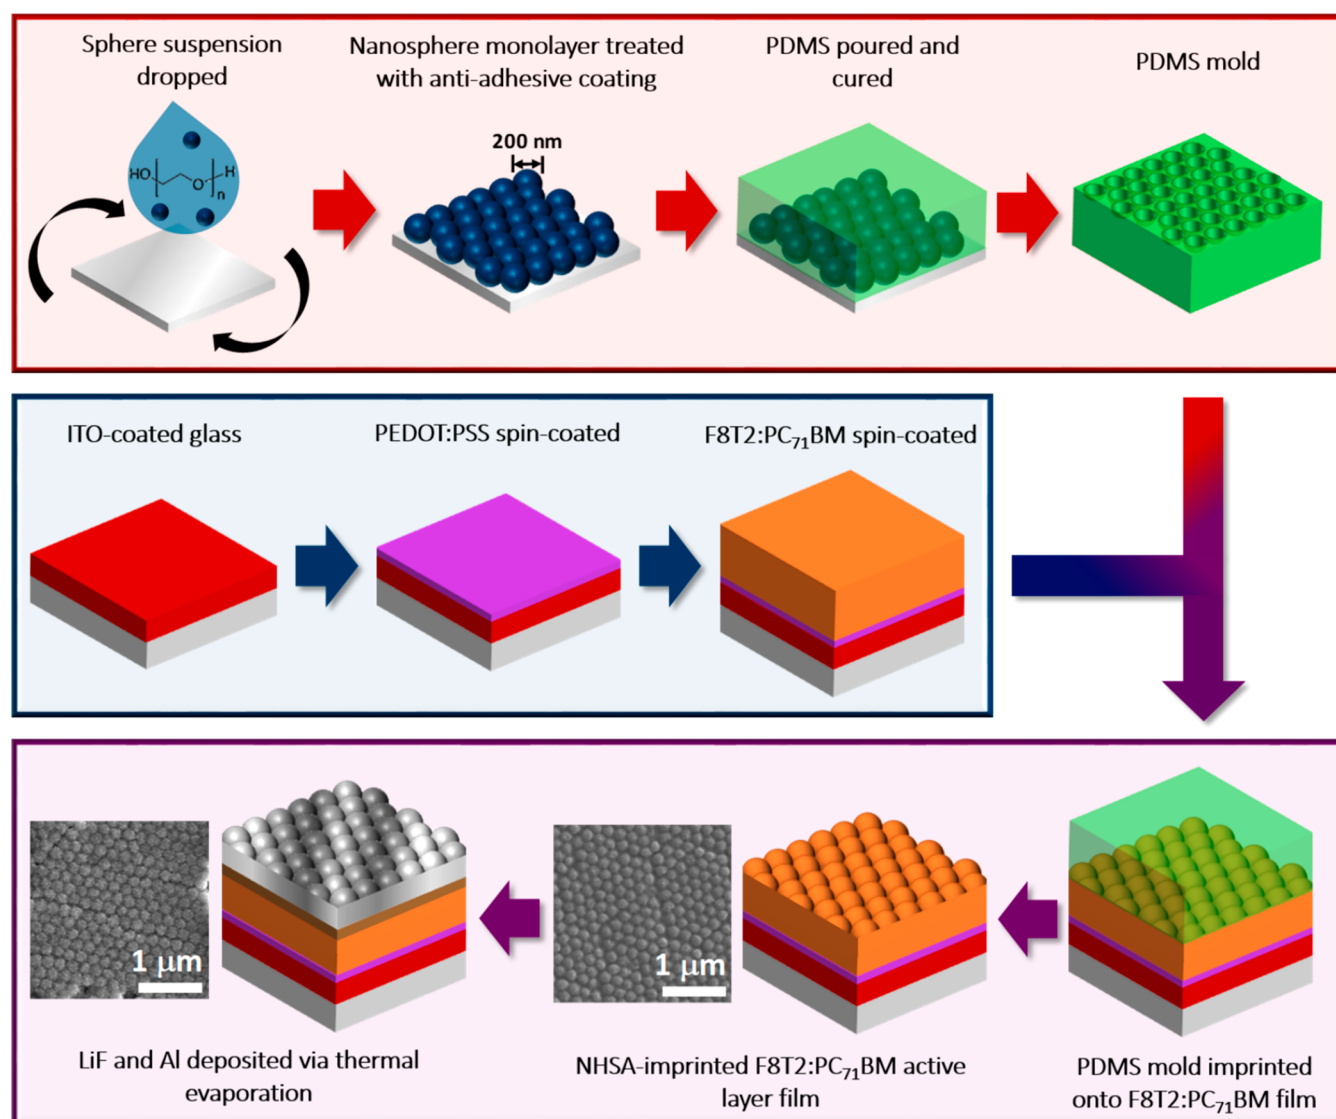 Sphere suspension
dropped
Nanosphere monolayer treated
with anti-adhesive coating
PDMS poured and
cured
PDMS mold
HO
O
H
n
200 nm
ITO-coated glass
PEDOT:PSS spin-coated
F8T2:PC₇₁BM spin-coated
1 μm
1 μm
LiF and Al deposited via thermal
evaporation
NHSA-imprinted F8T2:PC₇₁BM active
layer film
PDMS mold imprinted
onto F8T2:PC₇₁BM film